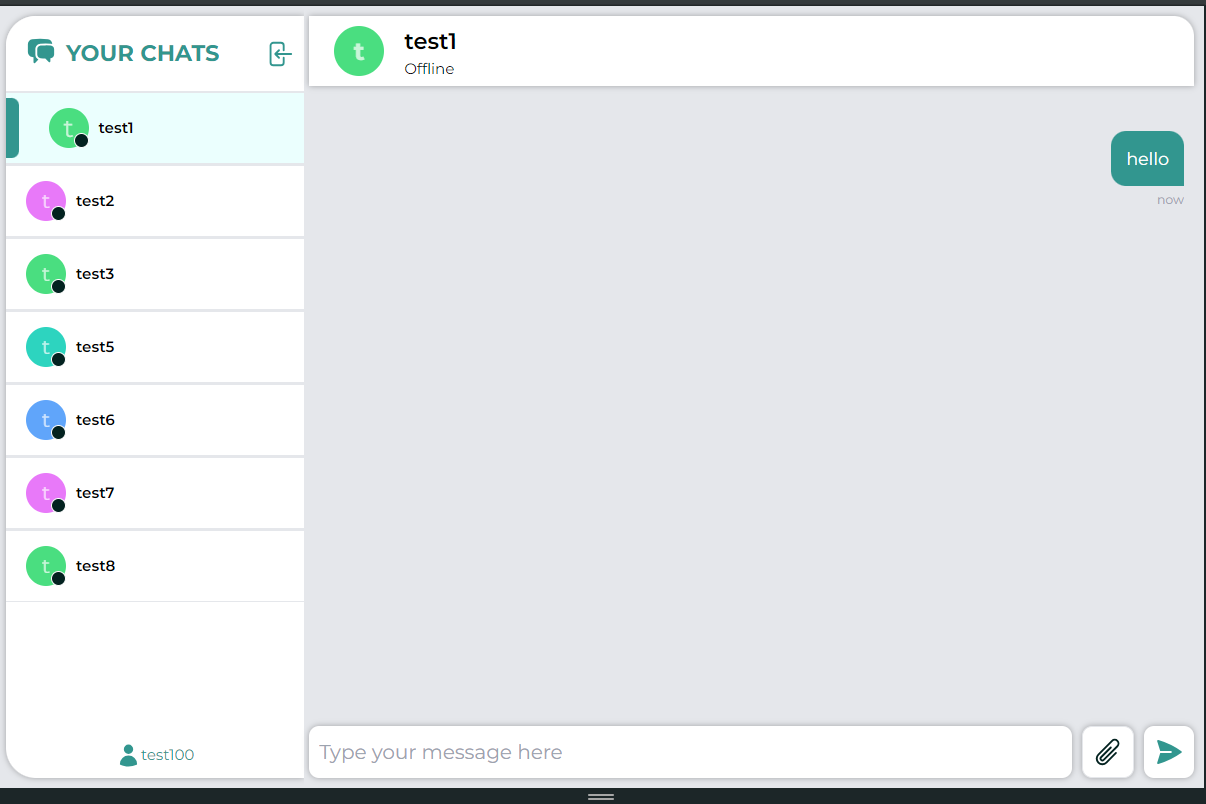 YOUR CHATS
t
test1
t
test2
t
test3
t
test5
t
test6
t
test7
t
test8
test100
t
test1
Offline
hello
now
Type your message here